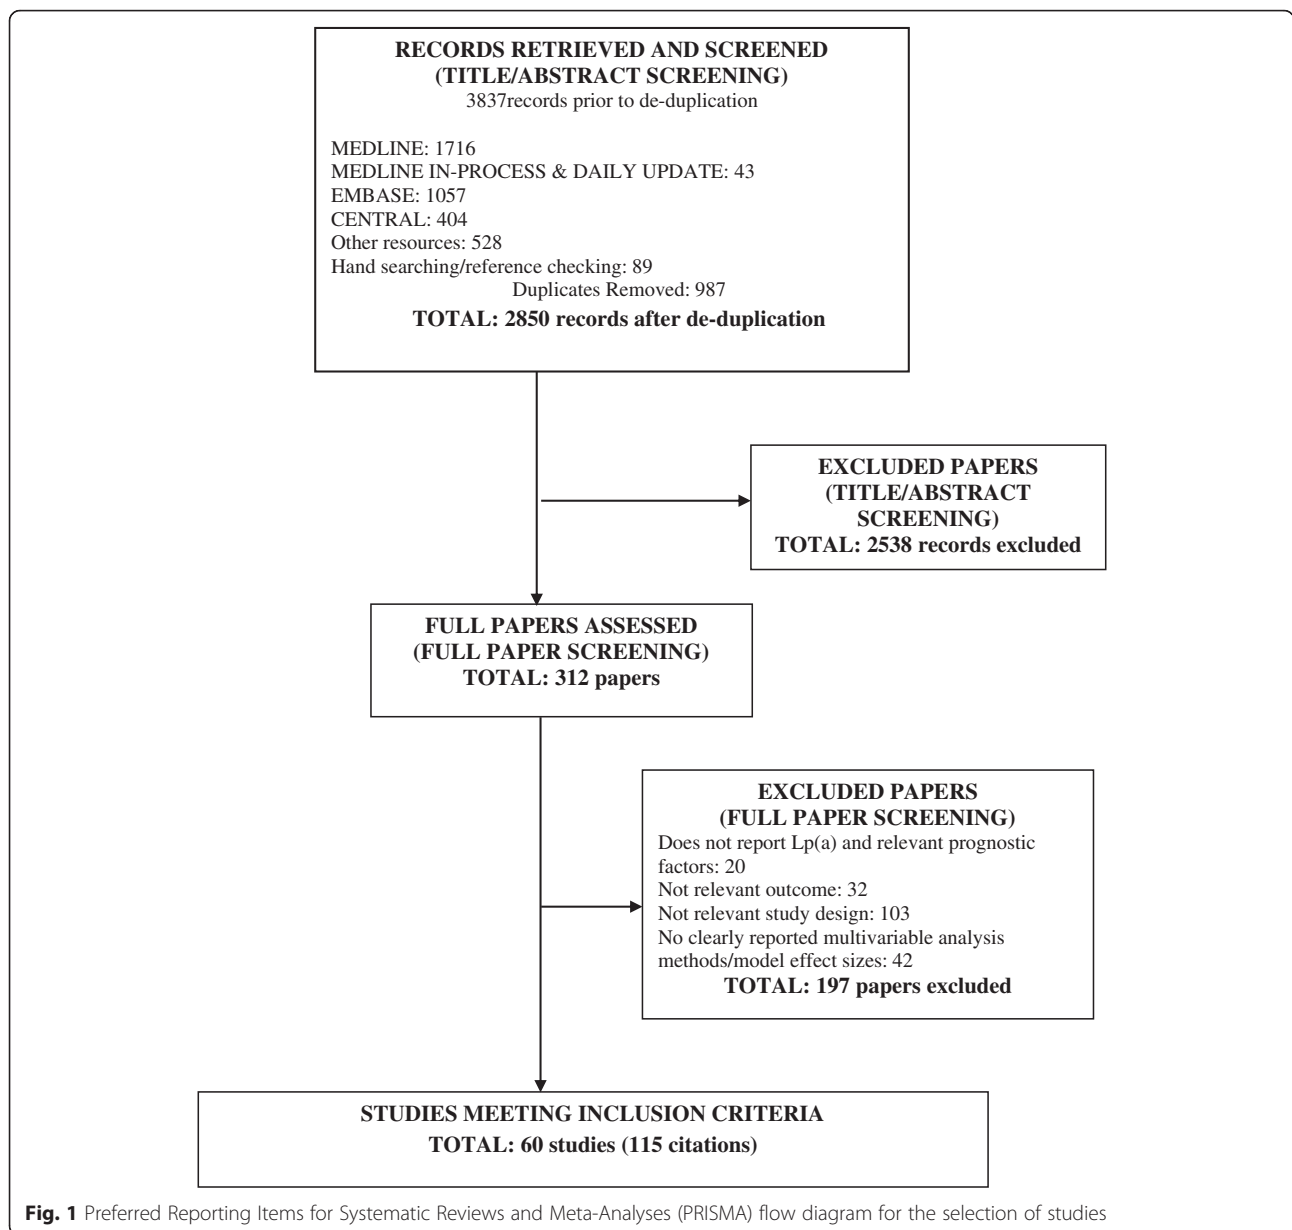 RECORDS RETRIEVED AND SCREENED
(TITLE/ABSTRACT SCREENING)
3837records prior to de-duplication
MEDLINE: 1716
MEDLINE IN-PROCESS & DAILY UPDATE: 43
EMBASE: 1057
CENTRAL: 404
Other resources: 528
Hand searching/reference checking: 89
Duplicates Removed: 987
TOTAL: 2850 records after de-duplication
EXCLUDED PAPERS
(TITLE/ABSTRACT
SCREENING)
TOTAL: 2538 records excluded
FULL PAPERS ASSESSED
(FULL PAPER SCREENING)
TOTAL: 312 papers
EXCLUDED PAPERS
(FULL PAPER SCREENING)
Does not report Lp(a) and relevant prognostic
factors: 20
Not relevant outcome: 32
Not relevant study design: 103
No clearly reported multivariable analysis
methods/model effect sizes: 42
TOTAL: 197 papers excluded
STUDIES MEETING INCLUSION CRITERIA
TOTAL: 60 studies (115 citations)
Fig. 1 Preferred Reporting Items for Systematic Reviews and Meta-Analyses (PRISMA) flow diagram for the selection of studies